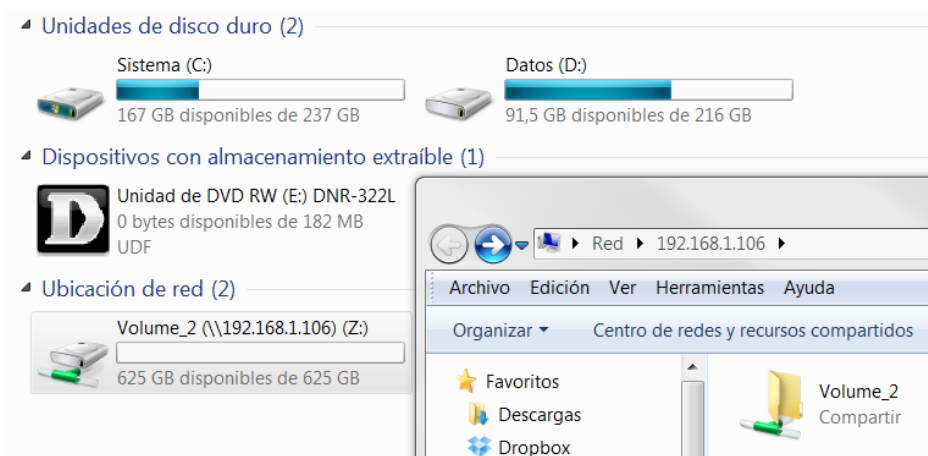 Unidades de disco duro (2)
Sistema (C:)
167 GB disponibles de 237 GB
Datos (D:)
91,5 GB disponibles de 216 GB
Dispositivos con almacenamiento extraíble (1)
D
Unidad de DVD RW (E:) DNR-322L
0 bytes disponibles de 182 MB
UDF
Ubicación de red (2)
Volume_2 (\\192.168.1.106) (Z:)
625 GB disponibles de 625 GB
Red 192.168.1.106
Archivo Edición Ver Herramientas Ayuda
Organizar Centro de redes y recursos compartidos
Favoritos
Descargas
Dropbox
Volume_2
Compartir